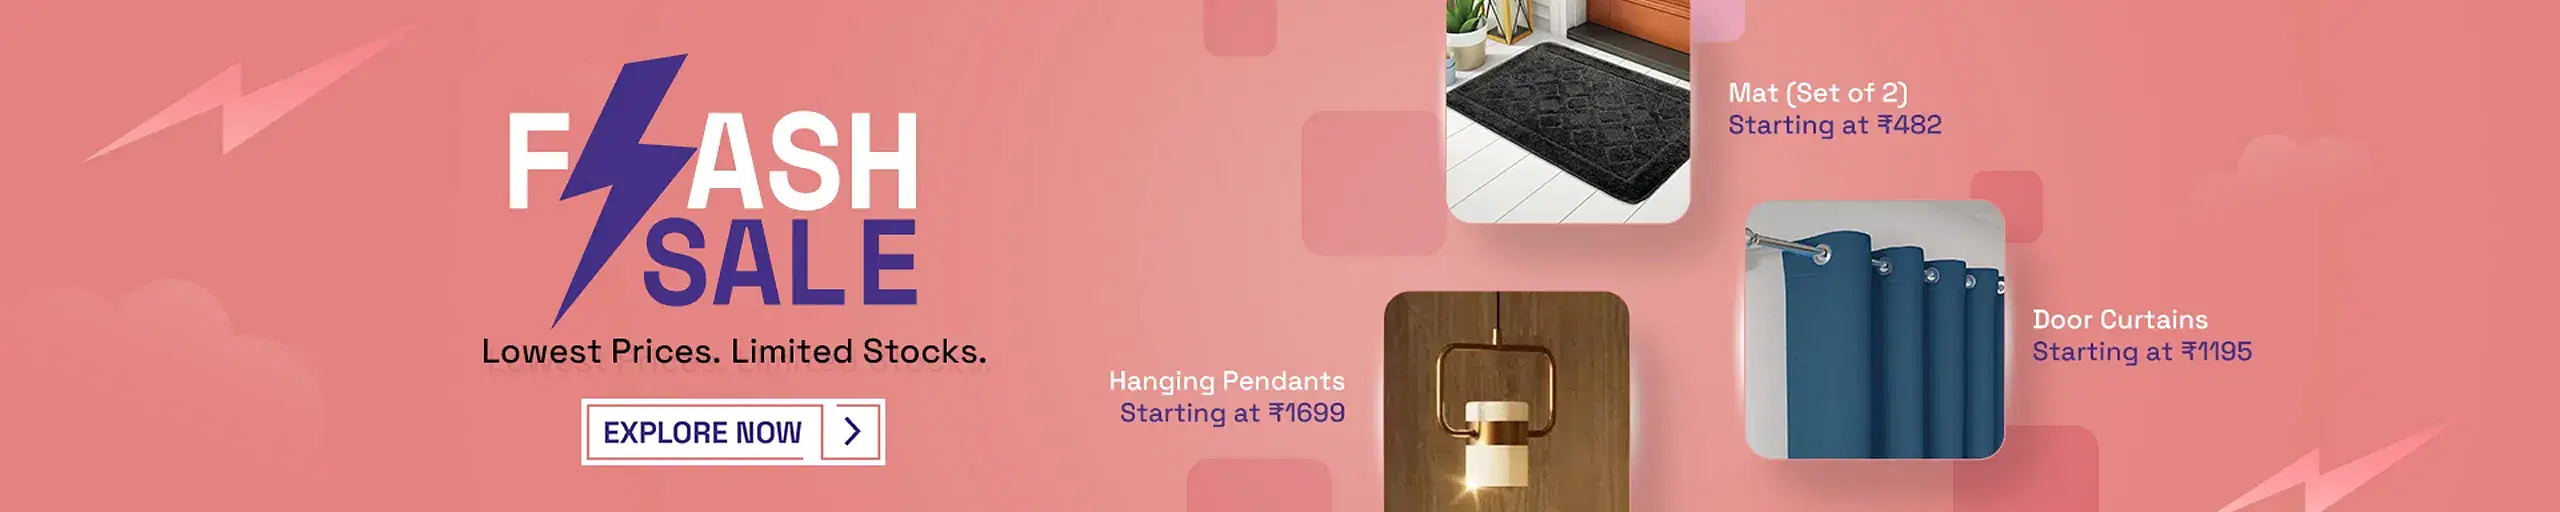 FLASH
SALE
Lowest Prices. Limited Stocks.
EXPLORE NOW
Mat (Set of 2)
Starting at ₹482
Door Curtains
Starting at ₹1195
Hanging Pendants
Starting at ₹1699